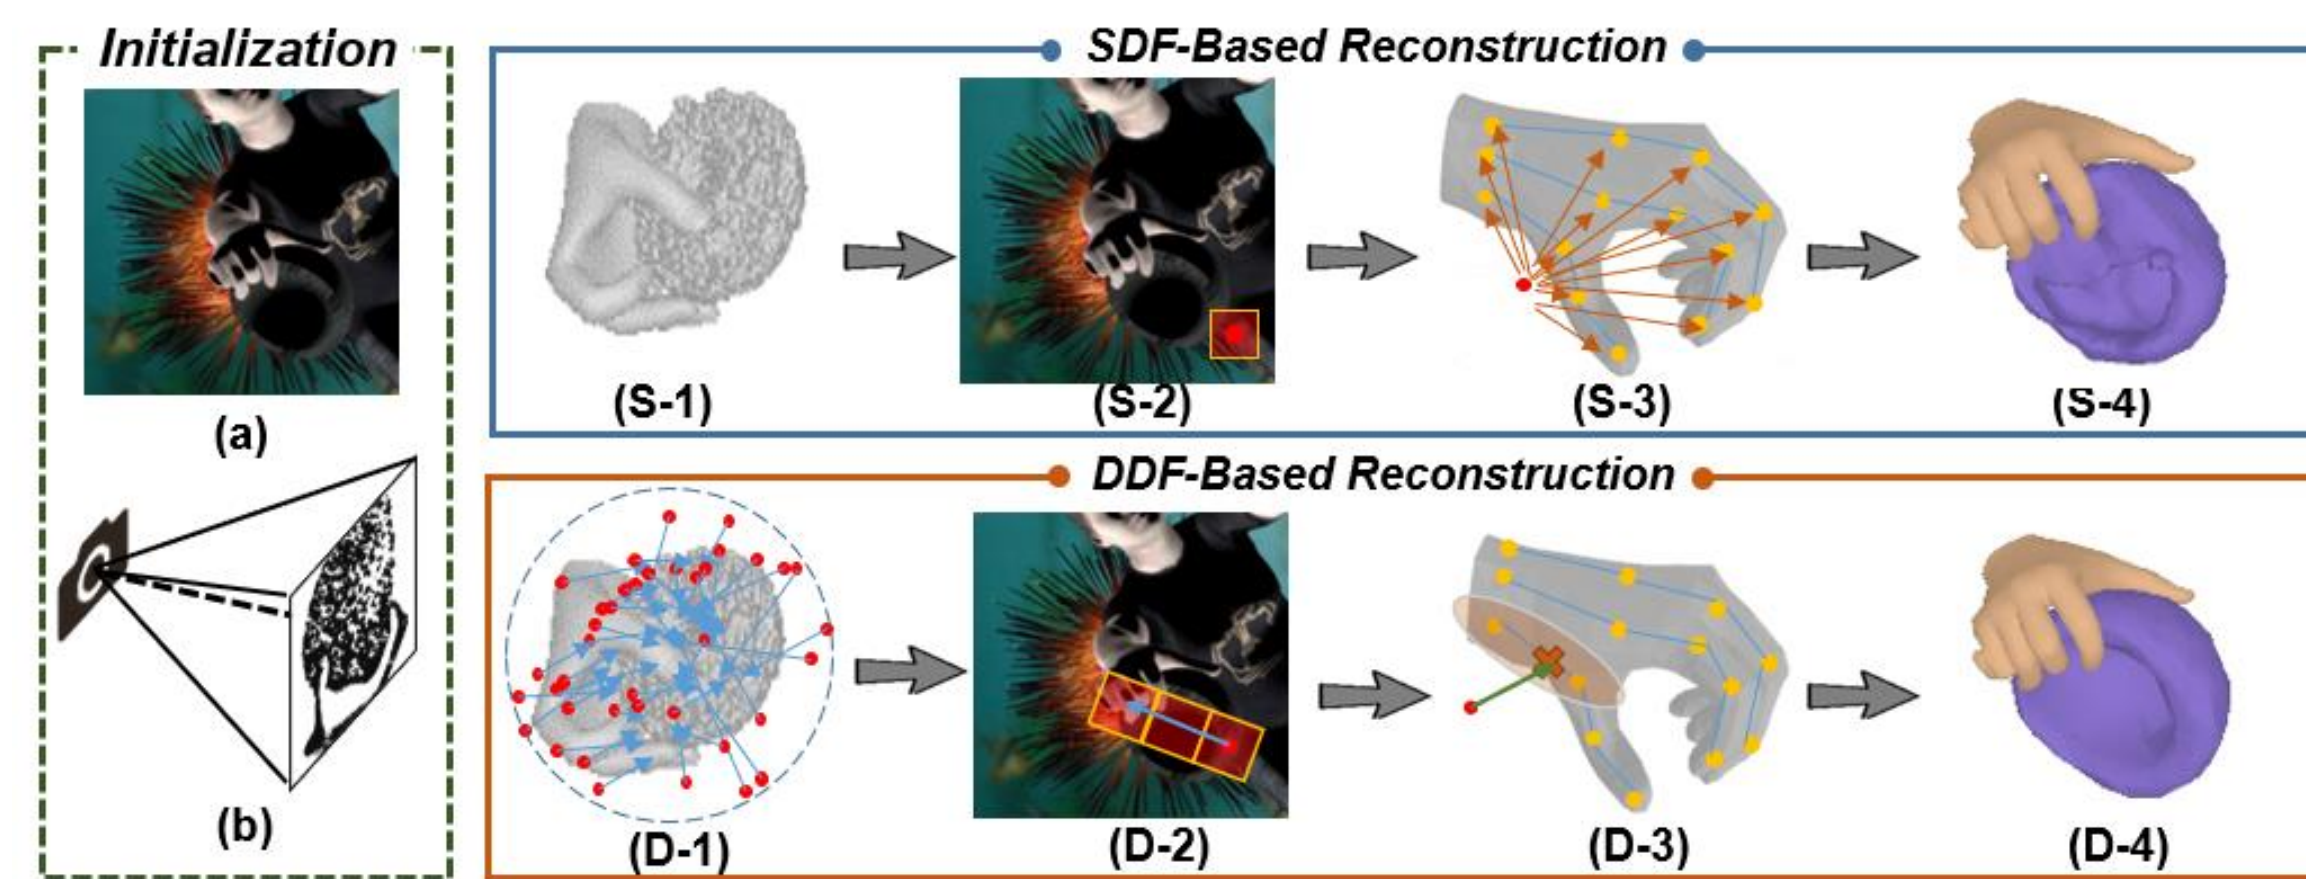 Initialization
(a)
(b)
SDF-Based Reconstruction
(S-1)
(S-2)
(S-3)
(S-4)
DDF-Based Reconstruction
(D-1)
(D-2)
(D-3)
(D-4)